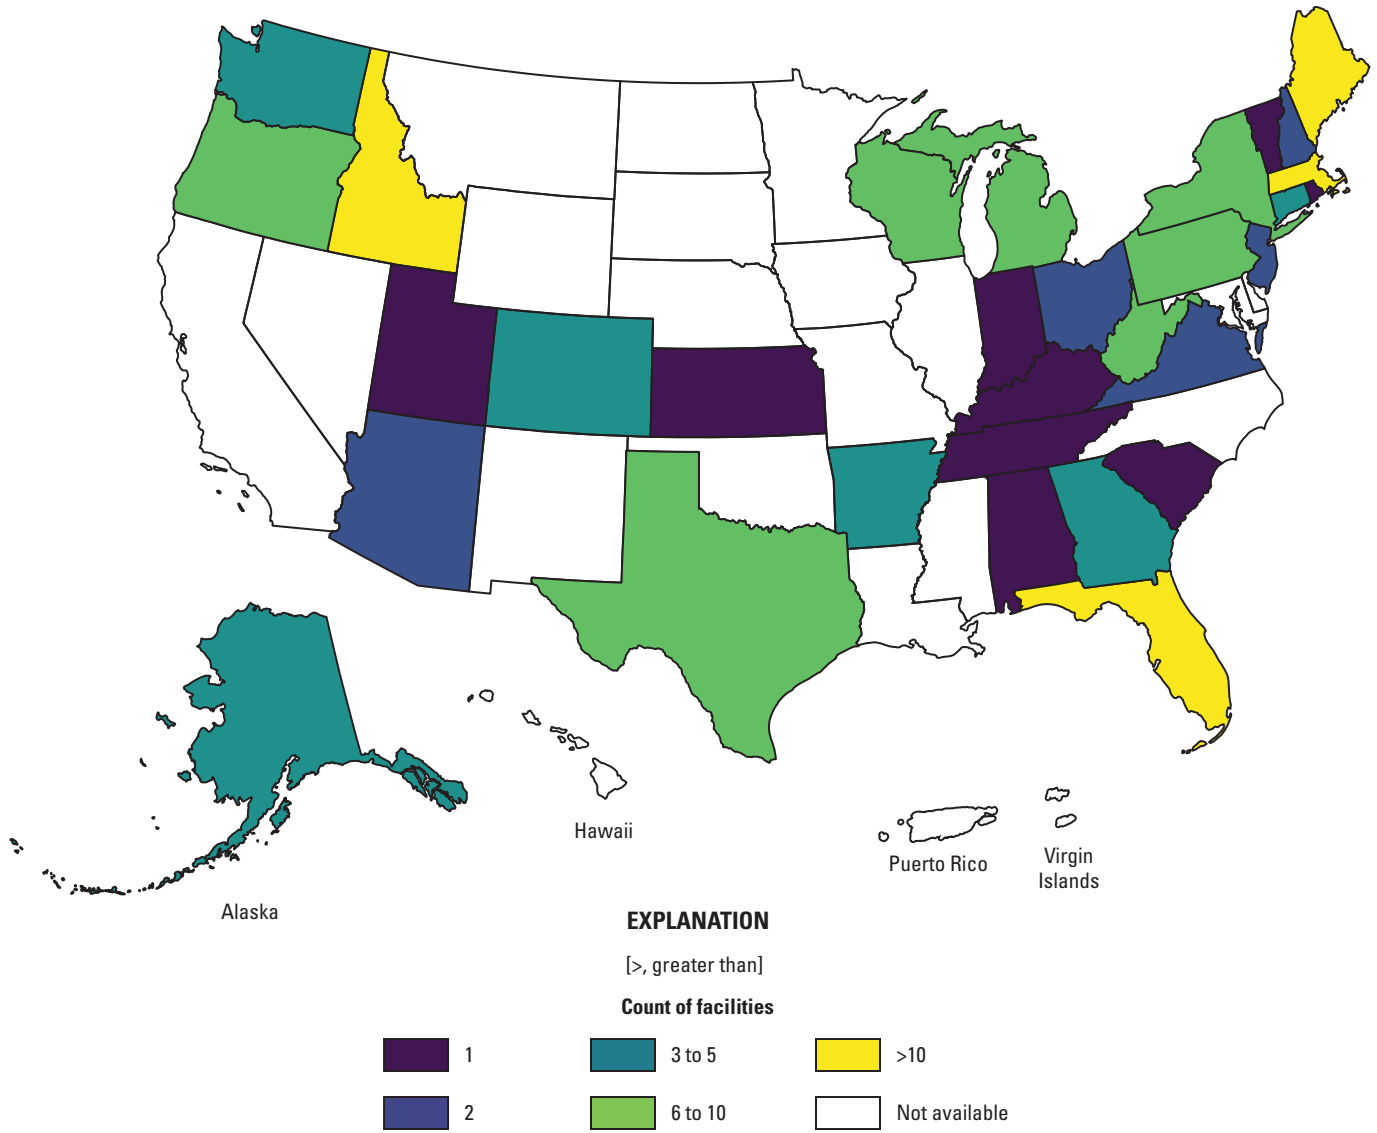 Hawaii
Puerto Rico
Virgin
Islands
Alaska
EXPLANATION
[>, greater than]
Count of facilities
1
3 to 5
>10
2
6 to 10
Not available